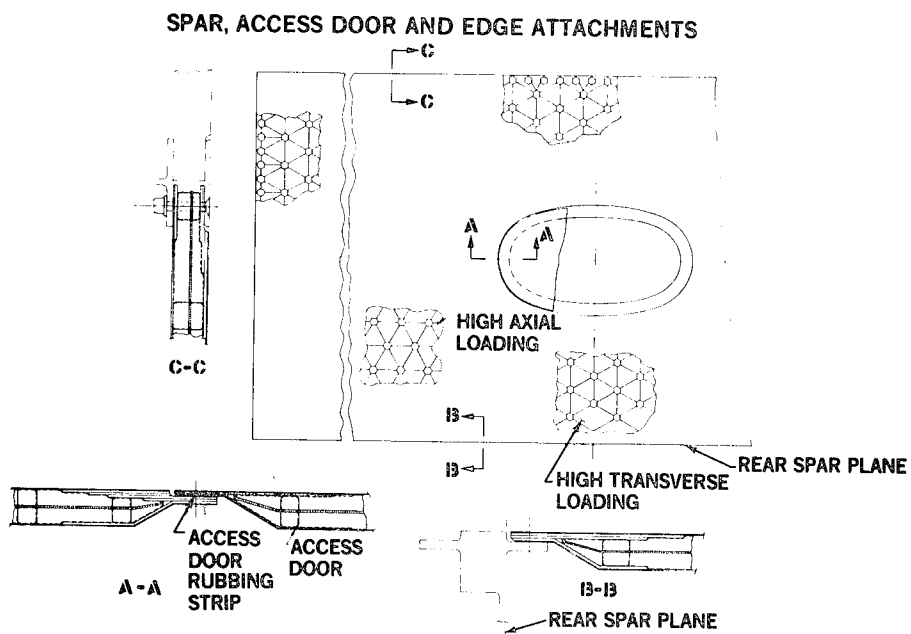 SPAR, ACCESS DOOR AND EDGE ATTACHMENTS
C
C
A
A
HIGH AXIAL
LOADING
C-C
B
B
REAR SPAR PLANE
HIGH TRANSVERSE
LOADING
ACCESS
DOOR
RUBBING
STRIP
ACCESS
DOOR
A-A
B-B
REAR SPAR PLANE